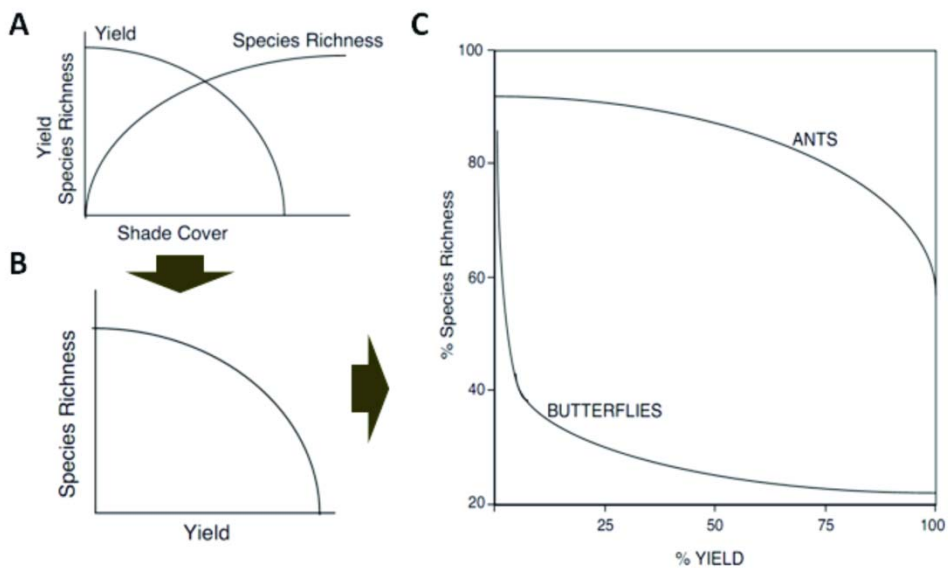 A
Yield
Species Richness
Yield
Species Richness
Shade Cover
B
Species Richness
Yield
C
100
80
60
40
20
% Species Richness
ANTS
BUTTERFLIES
25
50
75
100
% YIELD